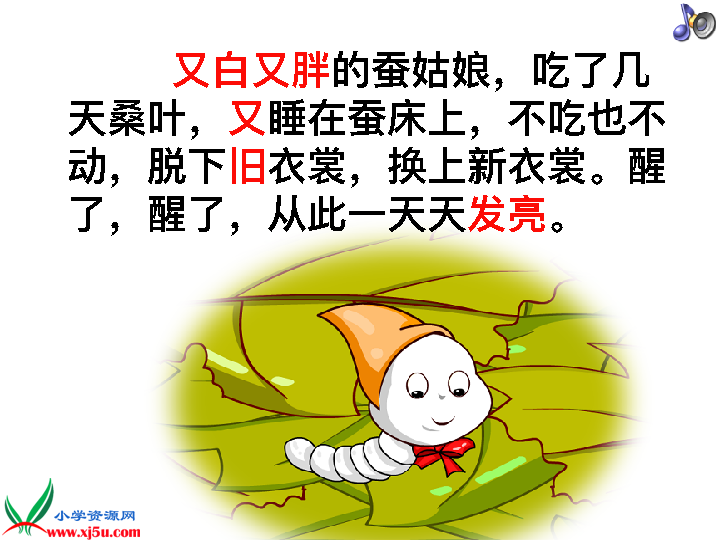 又白又胖的蚕姑娘，吃了几
天桑叶，又睡在蚕床上，不吃也不
动，脱下旧衣裳，换上新衣裳。醒
了，醒了，从此一天天发亮。
小学资源网
www.xj5u.com